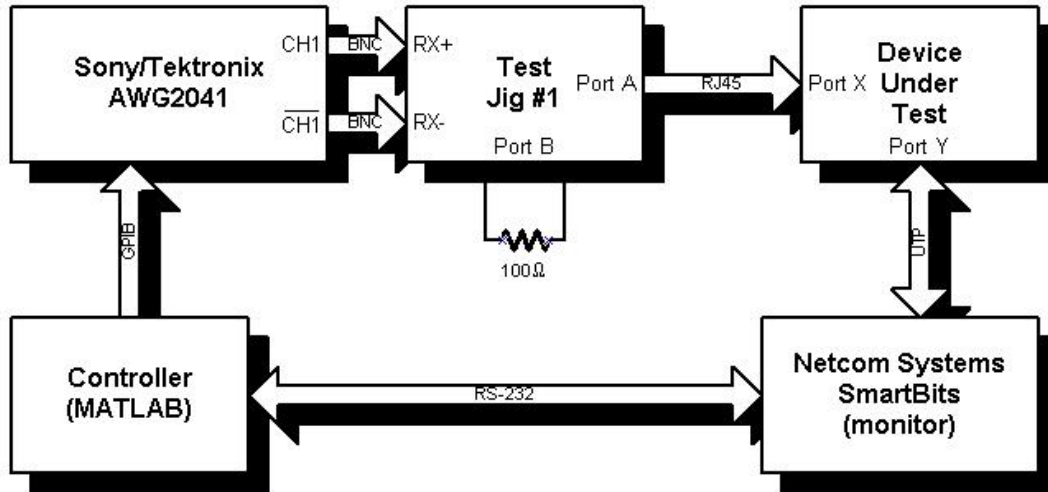 Sony/Tektronix
AWG2041
CH1
C̅H̅1̅
BNC
BNC
RX+
RX-
Test
Jig #1
Port A
Port B
RJ45
Port X
Device
Under
Test
Port Y
GPIB
100Ω
UTP
Controller
(MATLAB)
RS-232
Netcom Systems
SmartBits
(monitor)